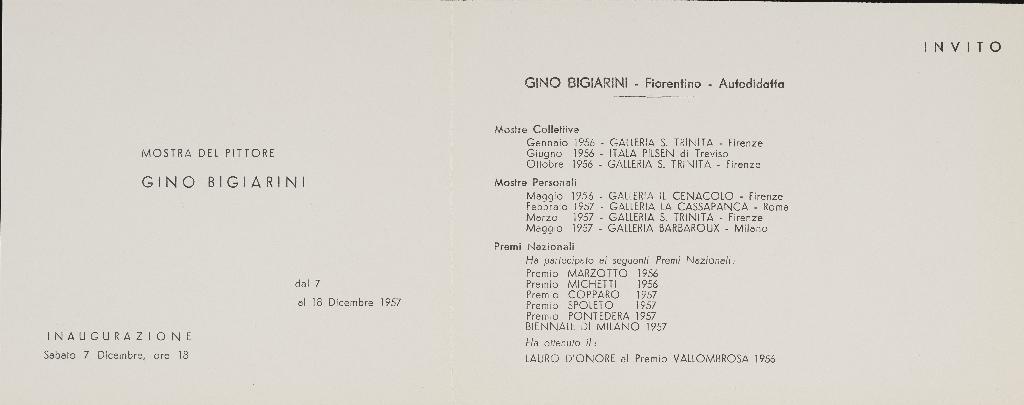 MOSTRA DEL PITTORE
GINO BIGIARINI
dal 7
al 18 Dicembre 1957
INAUGURAZIONE
Sabato 7 Dicembre, ore 18
INVITO
GINO BIGIARINI - Fiorentino - Autodidatta
Mostre Collettive
Gennaio 1956 - GALLERIA S. TRINITA - Firenze
Giugno 1956 - ITALA PILSEN di Treviso
Ottobre 1956 - GALLERIA S. TRINITA - Firenze
Mostre Personali
Maggio 1956 - GALLERIA IL CENACOLO - Firenze
Febbraio 1957 - GALLERIA LA CASSAPANCA - Roma
Marzo 1957 - GALLERIA S. TRINITA - Firenze
Maggio 1957 - GALLERIA BARBAROUX - Milano
Premi Nazionali
Ha partecipato ai seguenti Premi Nazionali:
Premio MARZOTTO 1956
Premio MICHETTI 1956
Premio COPPARO 1957
Premio SPOLETO 1957
Premio PONTEDERA 1957
BIENNALE DI MILANO 1957
Ha ottenuto il:
LAURO D'ONORE al Premio VALLOMBROSA 1956